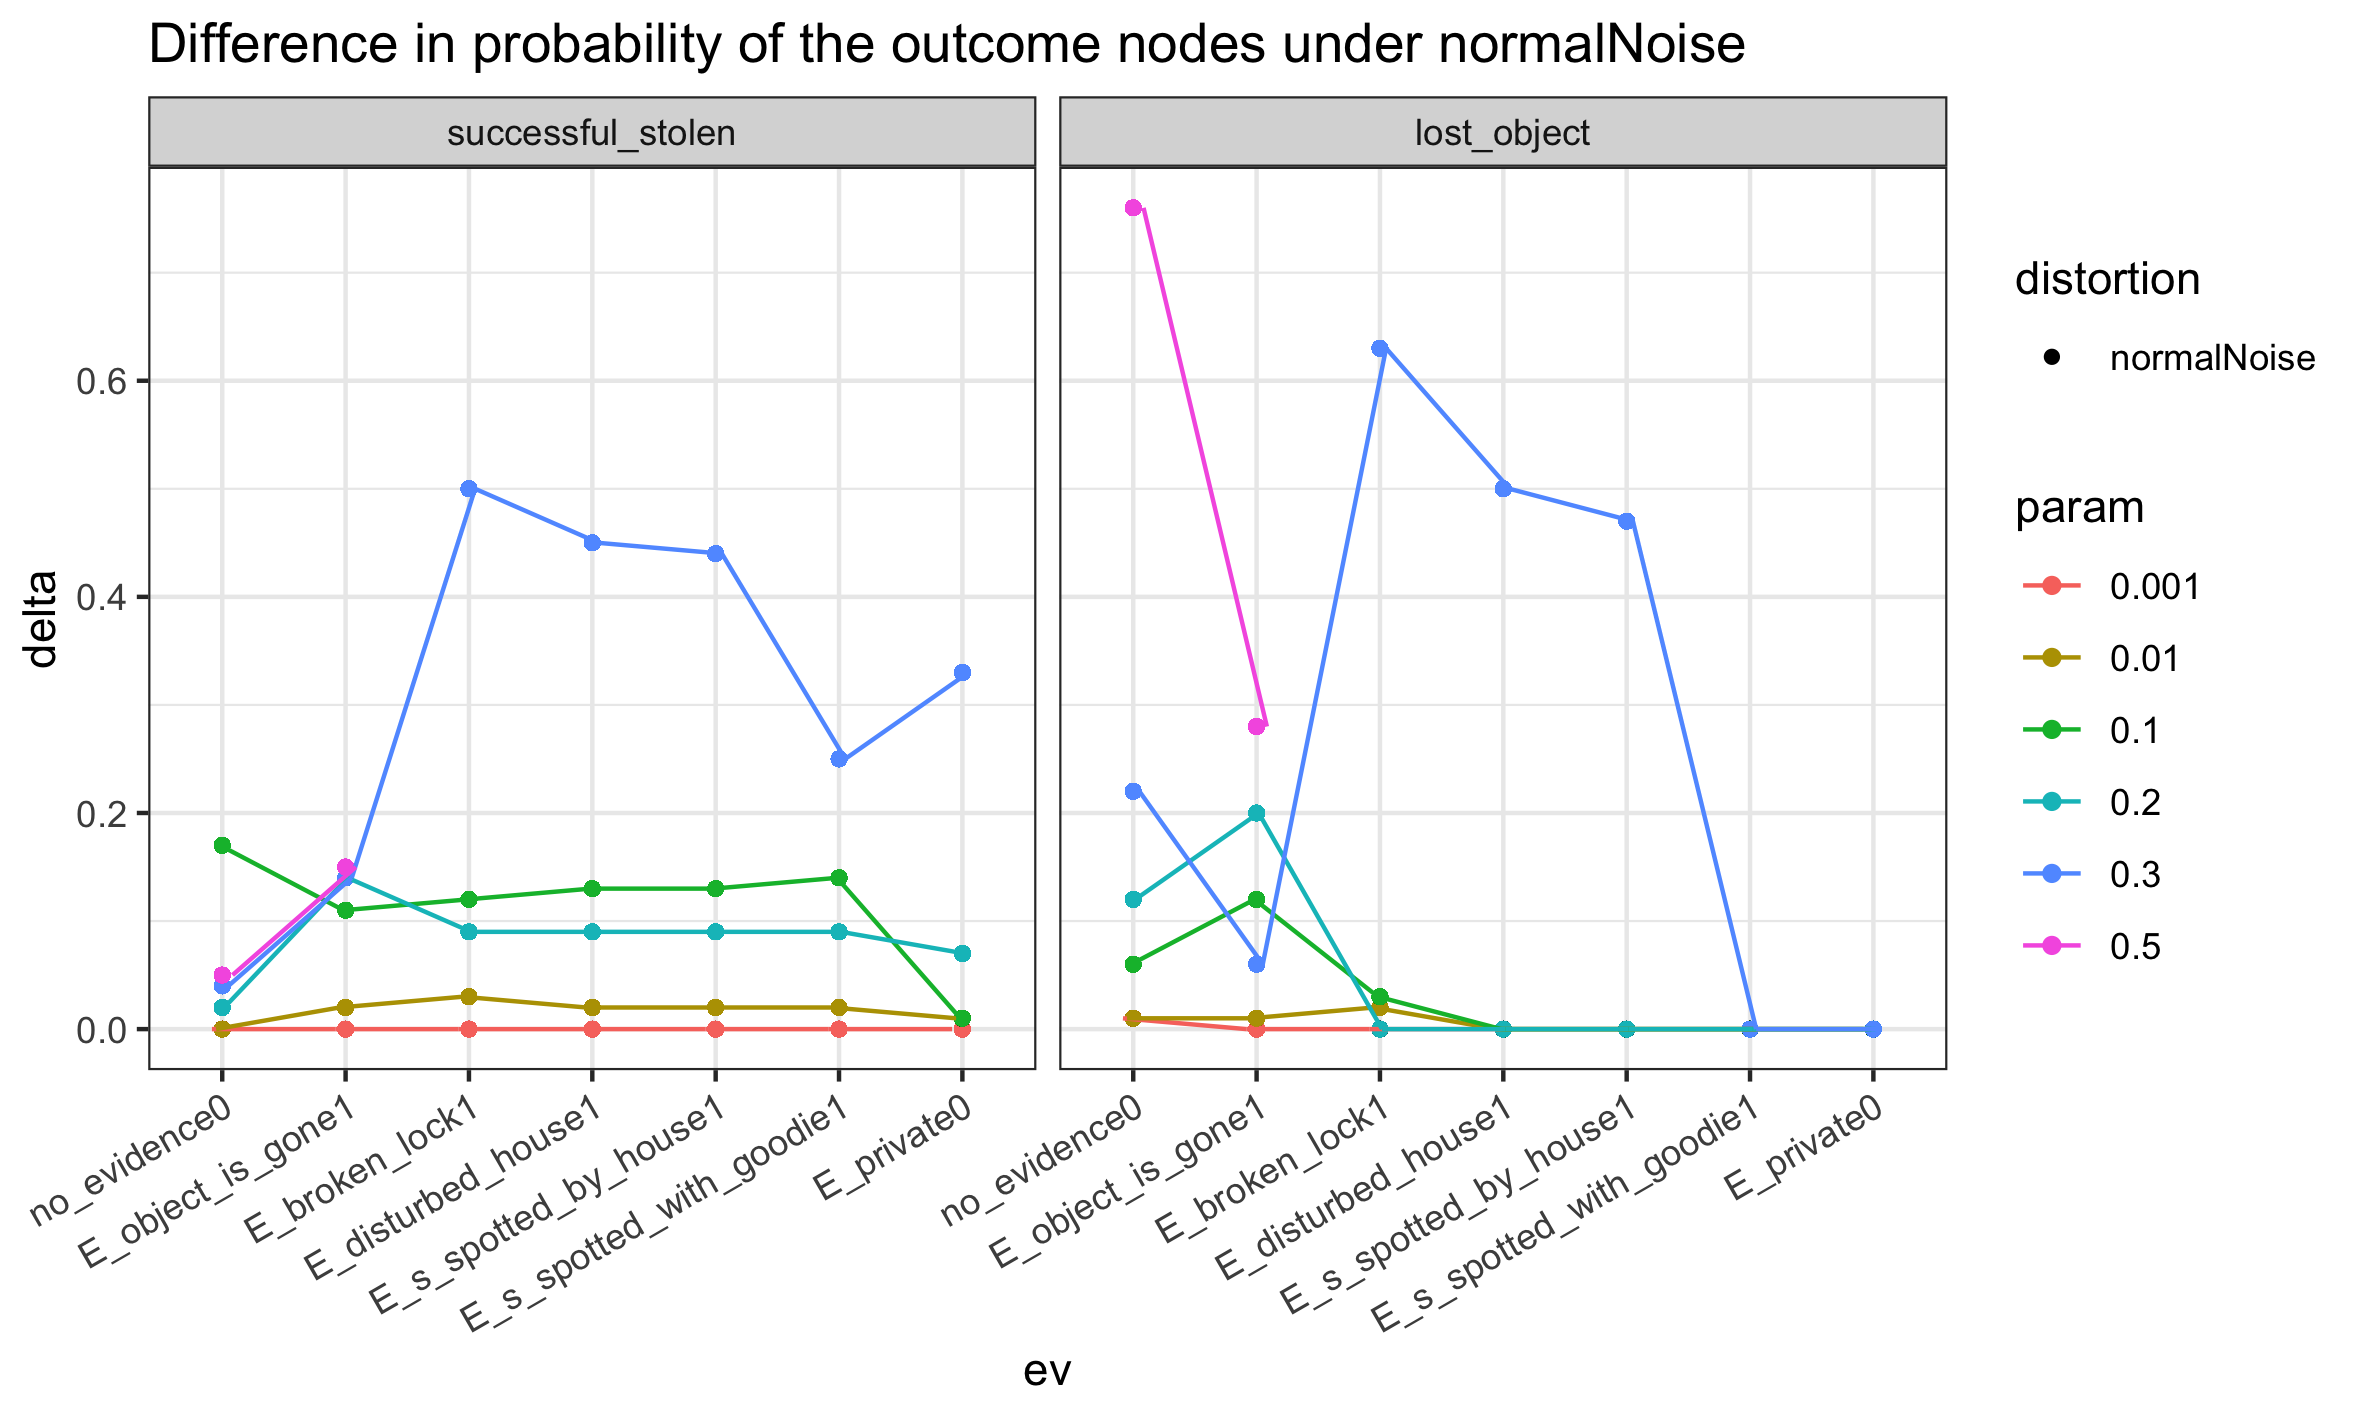 Difference in probability of the outcome nodes under normalNoise
successful_stolen
lost_object
delta
0.6
0.4
0.2
0.0
no_evidence0
E_object_is_gone1
E_broken_lock1
E_disturbed_house1
E_s_spotted_by_house1
E_s_spotted_with_goodie1
E_private0
no_evidence0
E_object_is_gone1
E_broken_lock1
E_disturbed_house1
E_s_spotted_by_house1
E_s_spotted_with_goodie1
E_private0
ev
distortion
normalNoise
param
0.001
0.01
0.1
0.2
0.3
0.5